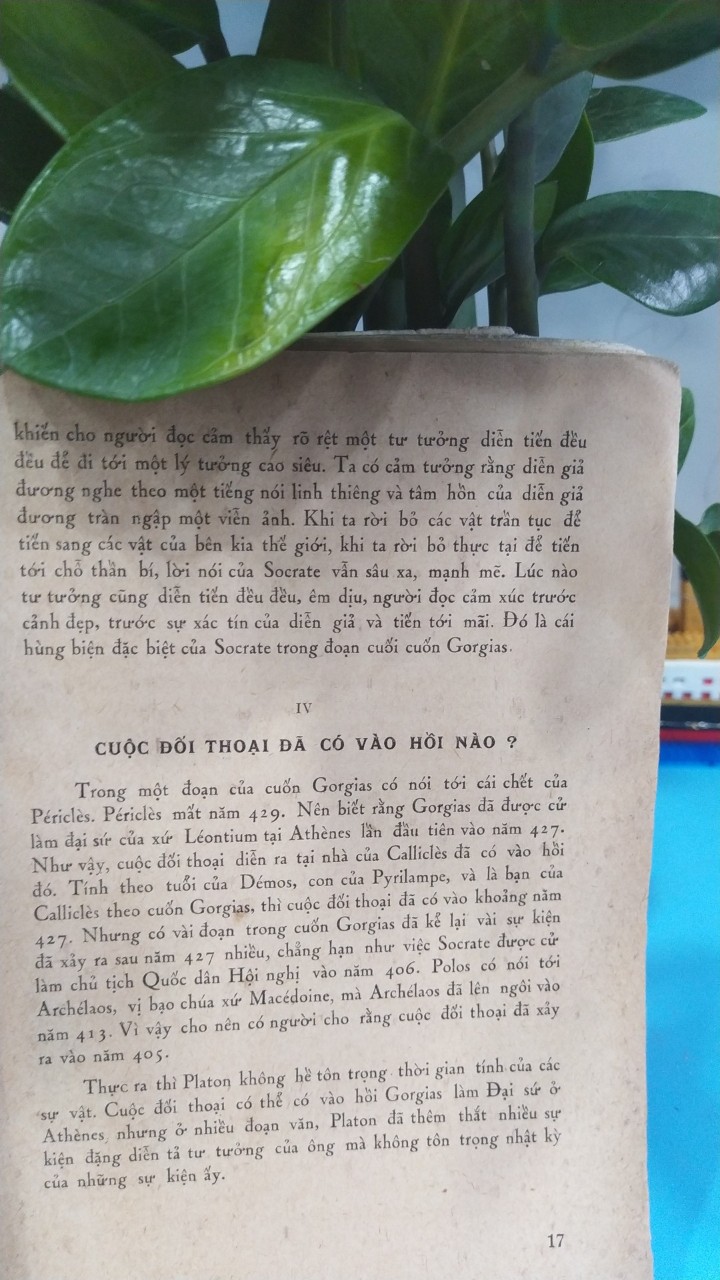 khiến cho người đọc cảm thấy rõ rệt một tư tưởng diễn tiến đều
đều để đi tới một lý tưởng cao siêu. Ta có cảm tưởng rằng diễn giả
đương nghe theo một tiếng nói linh thiêng và tâm hồn của diễn giả
đương tràn ngập một viễn ảnh. Khi ta rời bỏ các vật trần tục để
tiến sang các vật của bên kia thế giới, khi ta rời bỏ thực tại để tiến
tới chỗ thần bí, lời nói của Socrate vẫn sâu xa, mạnh mẽ. Lúc nào
tư tưởng cũng diễn tiến đều đều, êm dịu, người đọc cảm xúc trước
cảnh đẹp, trước sự xác tín của diễn giả và tiến tới mãi. Đó là cái
hùng biện đặc biệt của Socrate trong đoạn cuối cuốn Gorgias.
IV
CUỘC ĐỐI THOẠI ĐÃ CÓ VÀO HỒI NÀO ?
Trong một đoạn của cuốn Gorgias có nói tới cái chết của
Périclès. Périclès mất năm 429. Nên biết rằng Gorgias đã được cử
làm đại sír của xứ Léontium tại Athènes lần đầu tiên vào năm 427.
Như vậy, cuộc đối thoại diễn ra tại nhà của Calliclès đã có vào hồi
đó. Tính theo tuổi của Démos, con của Pyrilampe, và là bạn của
Calliclès theo cuốn Gorgias, thì cuộc đối thoại đã có vào khoảng năm
427. Nhưng có vài đoạn trong cuốn Gorgias đã kể lại vài sự kiện
đã xảy ra sau năm 427 nhiều, chẳng hạn như việc Socrate được cử
làm chủ tịch Quốc dân Hội nghị vào năm 406. Polos có nói tới
Archélaos, vị bạo chúa xứ Macédoine, mà Archélaos đã lên ngôi vào
năm 413. Vì vậy cho nên có người cho rằng cuộc đối thoại đã xảy
ra vào năm 405.
Thực ra thì Platon không hề tôn trọng thời gian tính của các
sự vật. Cuộc đối thoại có thể có vào hồi Gorgias làm Đại sứ ở
Athènes, nhưng ở nhiều đoạn văn, Platon đã thêm thắt nhiều sự
kiện đặng diễn tả tư tưởng của ông mà không tôn trọng nhật kỳ
của những sự kiện ấy.
17